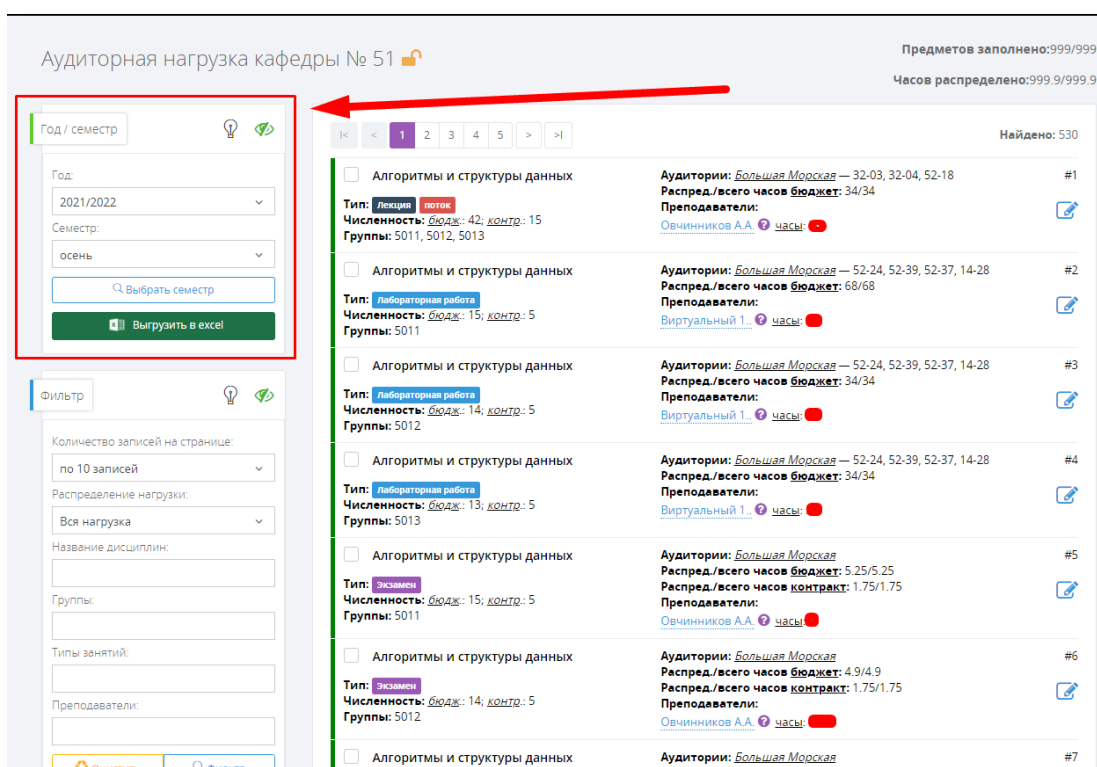 Аудиторная нагрузка кафедры № 51
Предметов заполнено:999/999
Часов распределено:999.9/999.9
Год / семестр
Год:
2021/2022
Семестр:
осень
Выбрать семестр
Выгрузить в excel
Фильтр
Количество записей на странице:
по 10 записей
Распределение нагрузки:
Вся нагрузка
Название дисциплин:
Группы:
Типы занятий:
Преподаватели:
|< < 1 2 3 4 5 > >|
Найдено: 530
Алгоритмы и структуры данных
Тип: Лекция поток
Численность: бюдж.: 42; контр.: 15
Группы: 5011, 5012, 5013
Аудитории: Большая Морская — 32-03, 32-04, 52-18
Распред./всего часов бюджет: 34/34
Преподаватели:
Овчинников А.А. ? часы: -
#1
Алгоритмы и структуры данных
Тип: Лабораторная работа
Численность: бюдж.: 15; контр.: 5
Группы: 5011
Аудитории: Большая Морская — 52-24, 52-39, 52-37, 14-28
Распред./всего часов бюджет: 68/68
Преподаватели:
Виртуальный 1.. ? часы:
#2
Алгоритмы и структуры данных
Тип: Лабораторная работа
Численность: бюдж.: 14; контр.: 5
Группы: 5012
Аудитории: Большая Морская — 52-24, 52-39, 52-37, 14-28
Распред./всего часов бюджет: 34/34
Преподаватели:
Виртуальный 1.. ? часы:
#3
Алгоритмы и структуры данных
Тип: Лабораторная работа
Численность: бюдж.: 13; контр.: 5
Группы: 5013
Аудитории: Большая Морская — 52-24, 52-39, 52-37, 14-28
Распред./всего часов бюджет: 34/34
Преподаватели:
Виртуальный 1.. ? часы:
#4
Алгоритмы и структуры данных
Тип: Экзамен
Численность: бюдж.: 15; контр.: 5
Группы: 5011
Аудитории: Большая Морская
Распред./всего часов бюджет: 5.25/5.25
Распред./всего часов контракт: 1.75/1.75
Преподаватели:
Овчинников А.А. ? часы:
#5
Алгоритмы и структуры данных
Тип: Экзамен
Численность: бюдж.: 14; контр.: 5
Группы: 5012
Аудитории: Большая Морская
Распред./всего часов бюджет: 4.9/4.9
Распред./всего часов контракт: 1.75/1.75
Преподаватели:
Овчинников А.А. ? часы:
#6
Алгоритмы и структуры данных
Аудитории: Большая Морская
#7